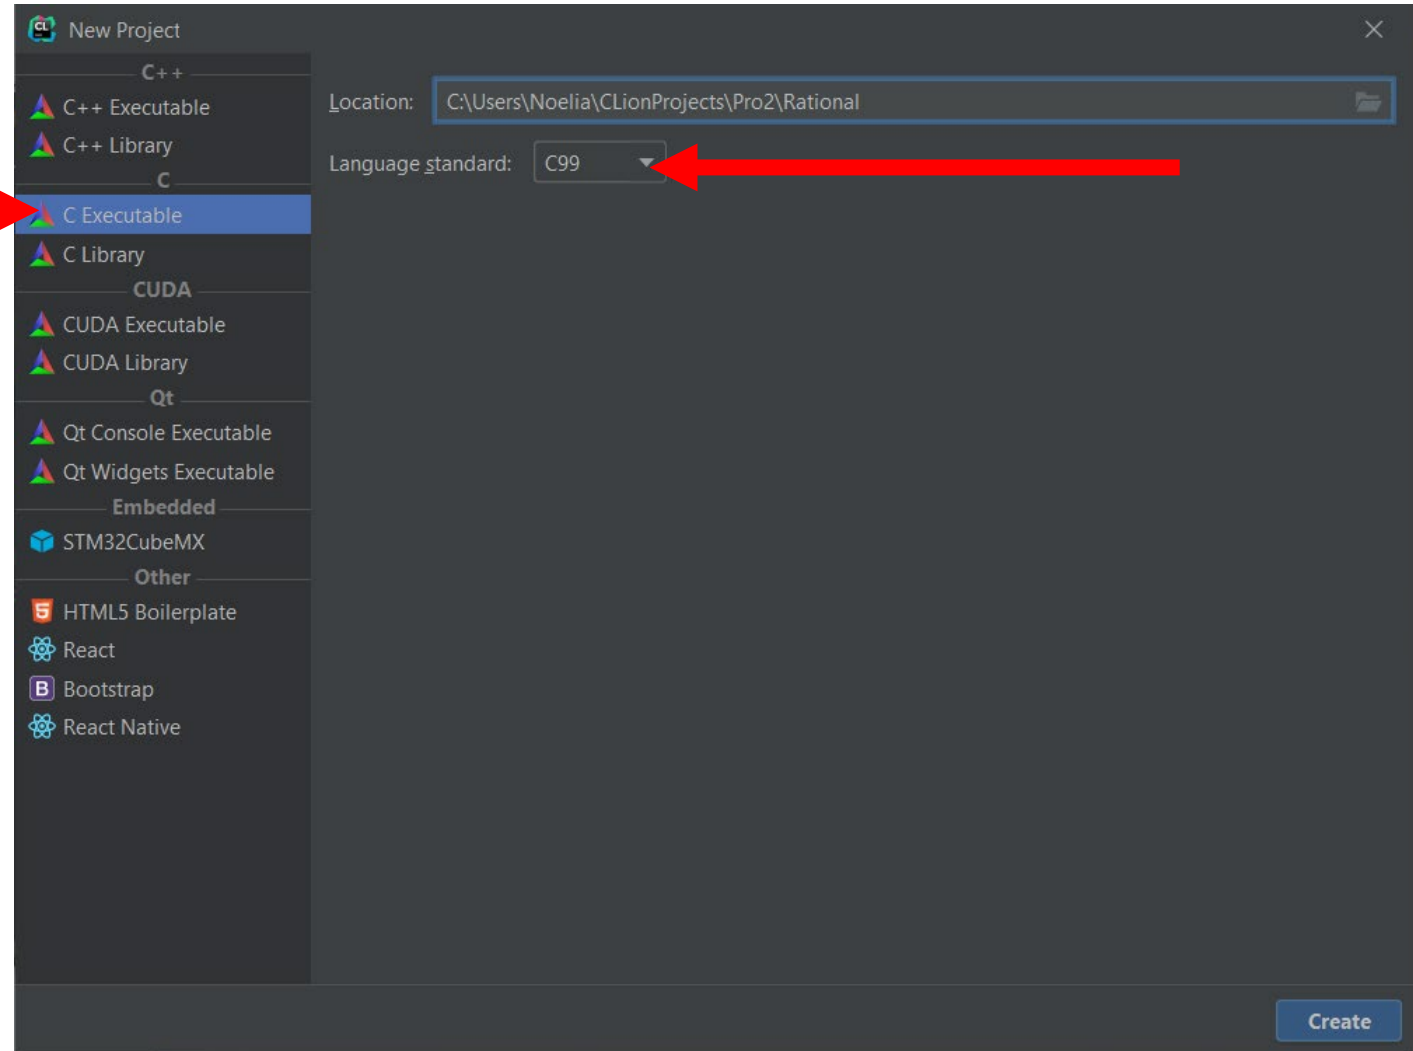 New Project
C++
C++ Executable
C++ Library
C
C Executable
C Library
CUDA
CUDA Executable
CUDA Library
Qt
Qt Console Executable
Qt Widgets Executable
Embedded
STM32CubeMX
Other
HTML5 Boilerplate
React
Bootstrap
React Native
Location: C:\Users\Noelia\CLionProjects\Pro2\Rational
Language standard: C99
Create